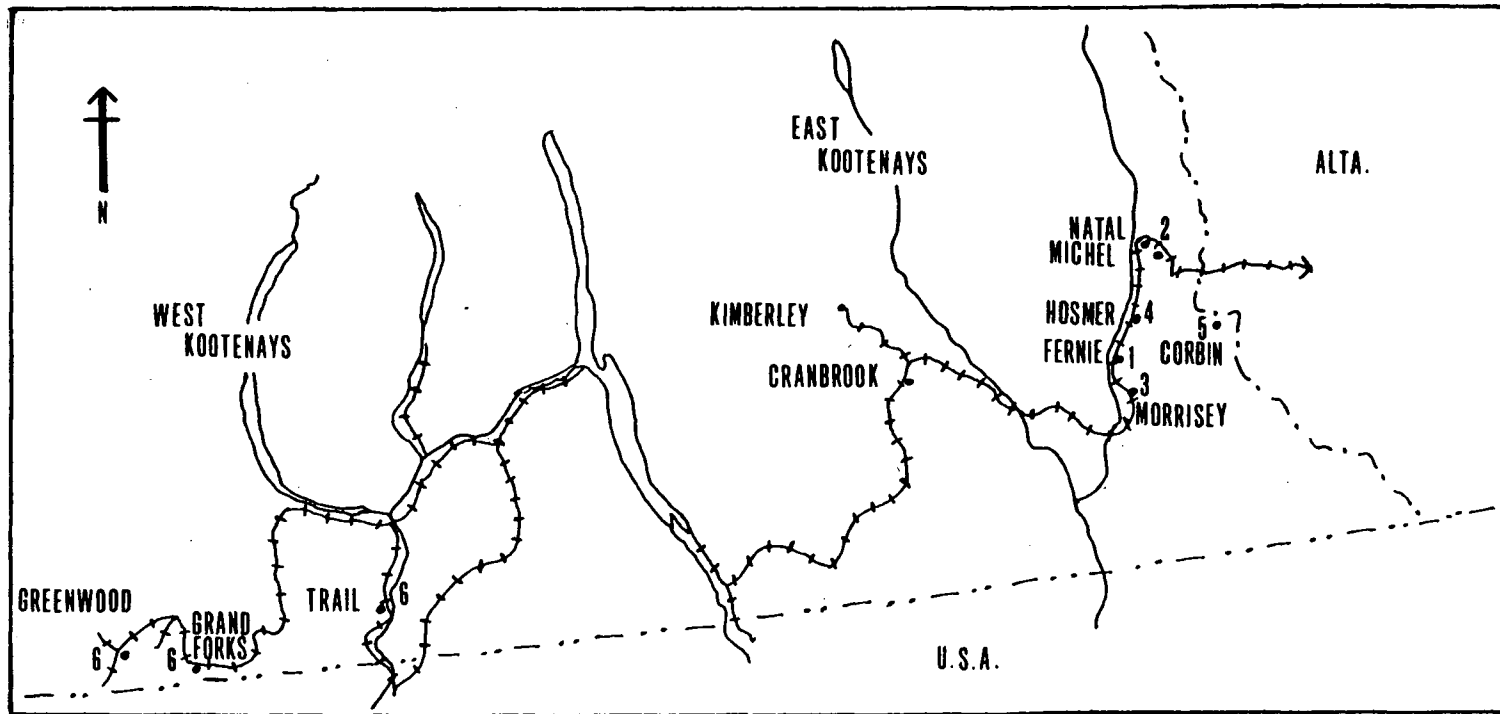 N
WEST
KOOTENAYS
EAST
KOOTENAYS
ALTA.
NATAL 2
MICHEL
KIMBERLEY
HOSMER 4
5
FERNIE 1 CORBIN
CRANBROOK
3
MORRISEY
GREENWOOD
TRAIL 6
GRAND
FORKS
6
6
U.S.A.